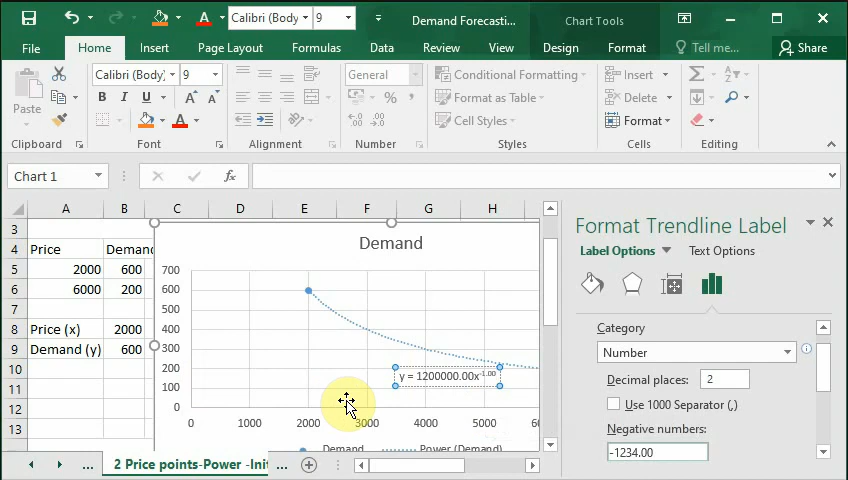 Calibri (Body 9
Demand Forecasti... Chart Tools
File Home Insert Page Layout Formulas Data Review View Design Format Tell me... Share
Calibri (Body) 9 General Conditional Formatting Insert
Paste B I U A A $ % , Format as Table Delete
A A Cell Styles Format
Clipboard Font Alignment Number Styles Cells Editing
Chart 1 fx
A B C D E F G H
3
4 Price Demand
5 2000 600
6 6000 200
7
8 Price (x) 2000
9 Demand (y) 600
10
11
12
13
Demand
700
600
500
400
300
200
100
0
y = 1200000.00x-1.00
0 1000 2000 3000 4000 5000
Demand Power (Demand)
Format Trendline Label
Label Options Text Options
Category
Number
Decimal places: 2
Use 1000 Separator (,)
Negative numbers:
-1234.00
... 2 Price points-Power -Init ...